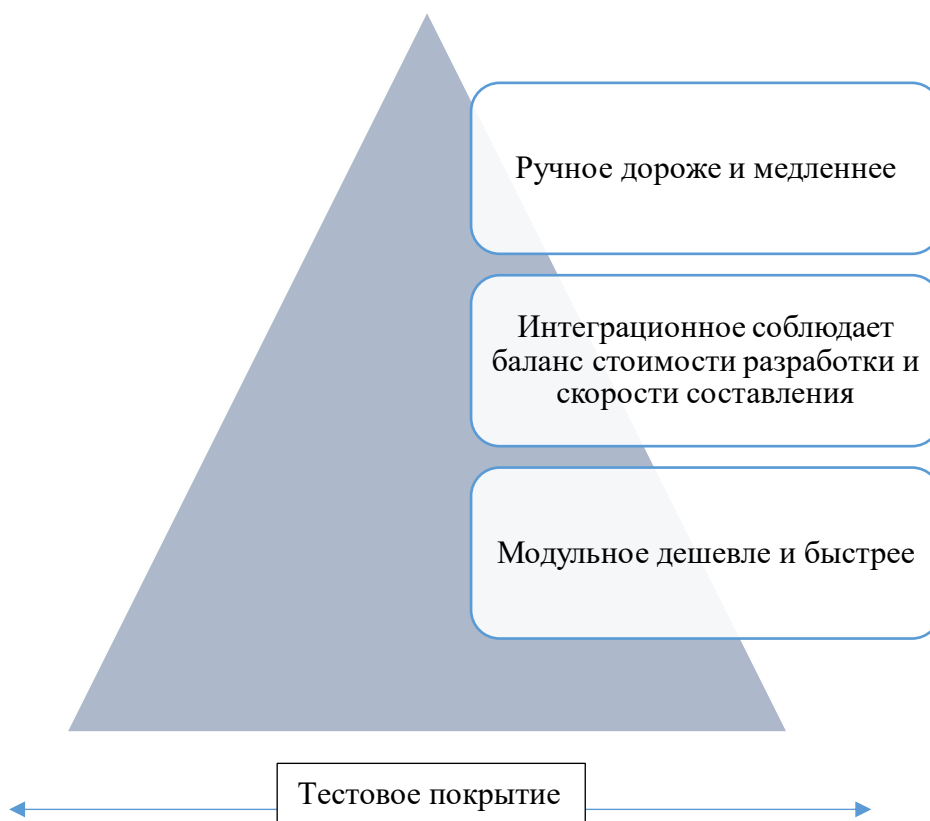 Ручное дороже и медленнее
Интеграционное соблюдает
баланс стоимости разработки и
скорости составления
Модульное дешевле и быстрее
Тестовое покрытие